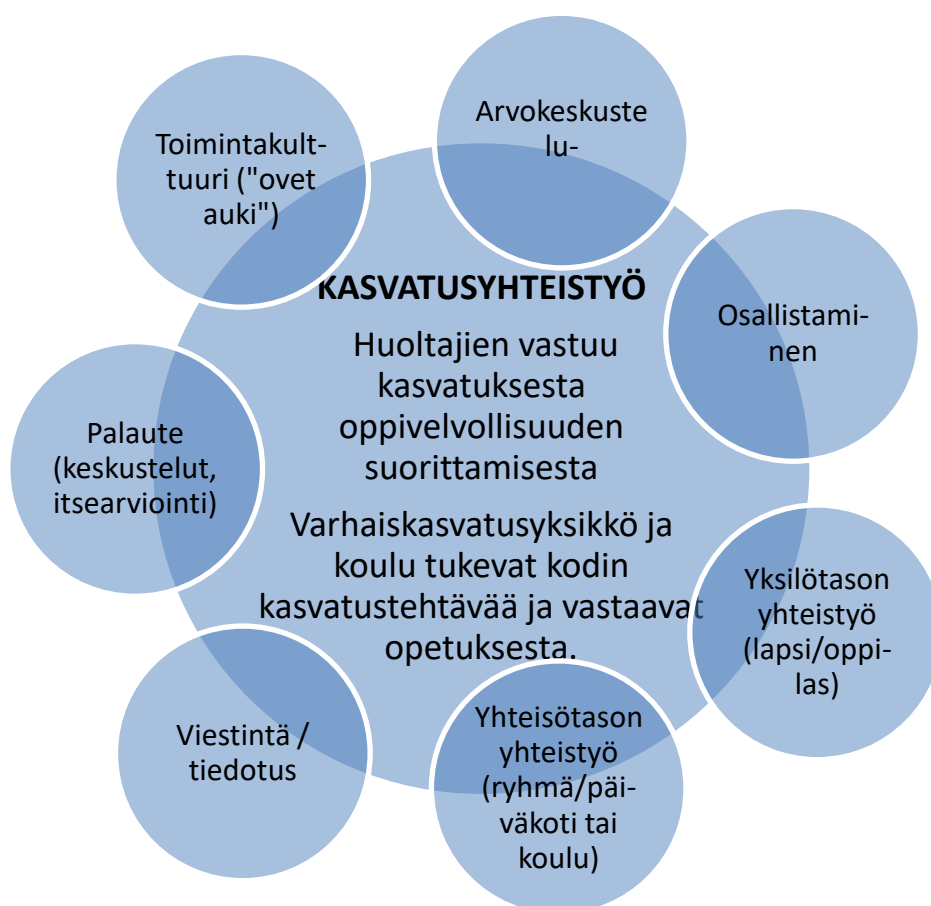 Arvokeskuste
lu-
Toimintakult-
tuuri ("ovet
auki")
KASVATUSYHTEISTYÖ
Huoltajien vastuu
kasvatuksesta
oppivelvollisuuden
suorittamisesta
Varhaiskasvatusyksikkö ja
koulu tukevat kodin
kasvatustehtävää ja vastaavat
opetuksesta.
Osallistami-
nen
Yksilötason
yhteistyö
(lapsi/oppi-
las)
Yhteisötason
yhteistyö
(ryhmä/päi-
väkoti tai
koulu)
Viestintä /
tiedotus
Palaute
(keskustelut,
itsearviointi)